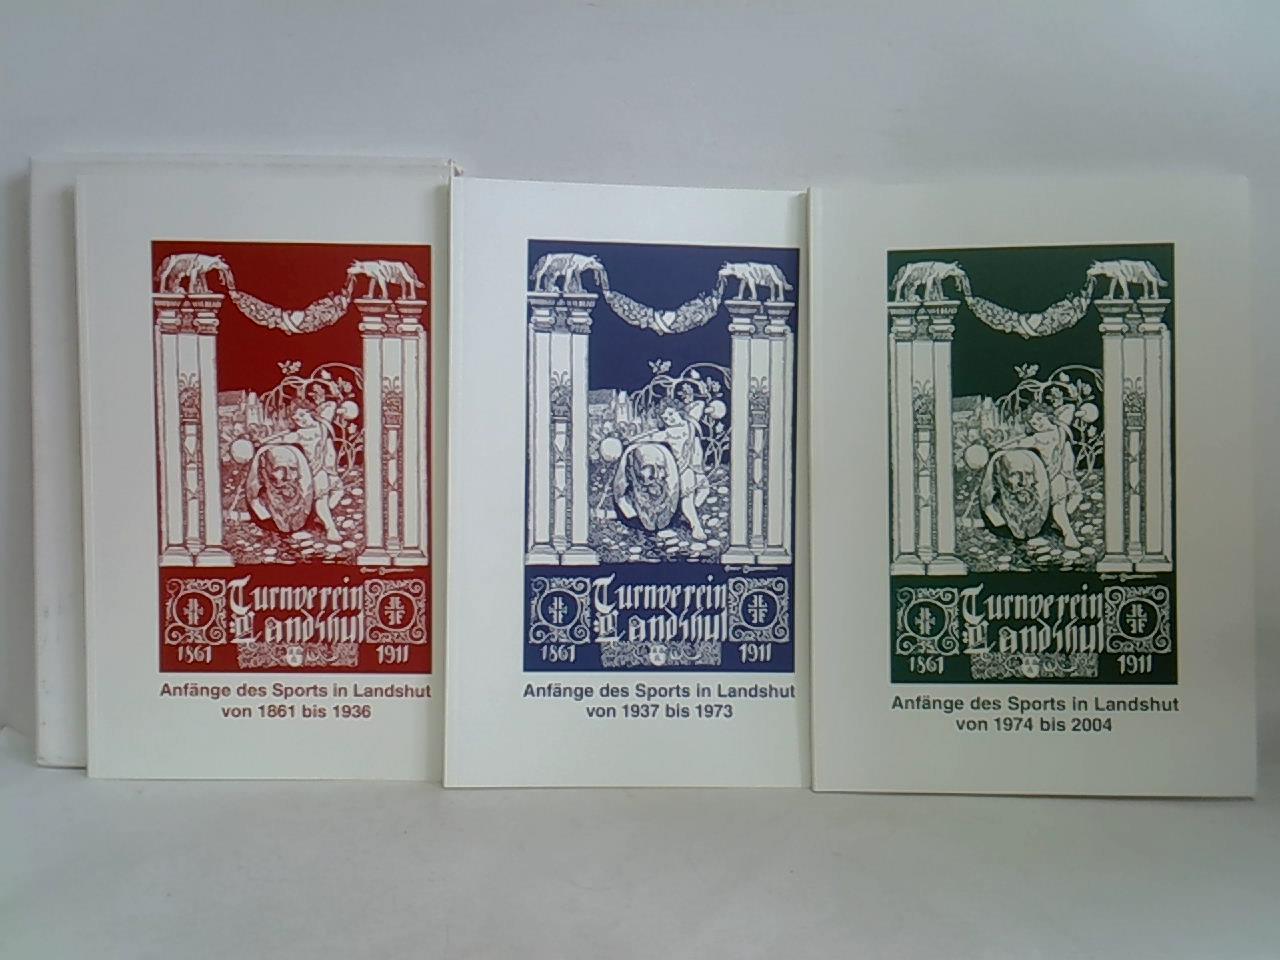 Turnverein
Landshut
1861 1911
Anfänge des Sports in Landshut
von 1861 bis 1936
Turnverein
Landshut
1861 1911
Anfänge des Sports in Landshut
von 1937 bis 1973
Turnverein
Landshut
1861 1911
Anfänge des Sports in Landshut
von 1974 bis 2004